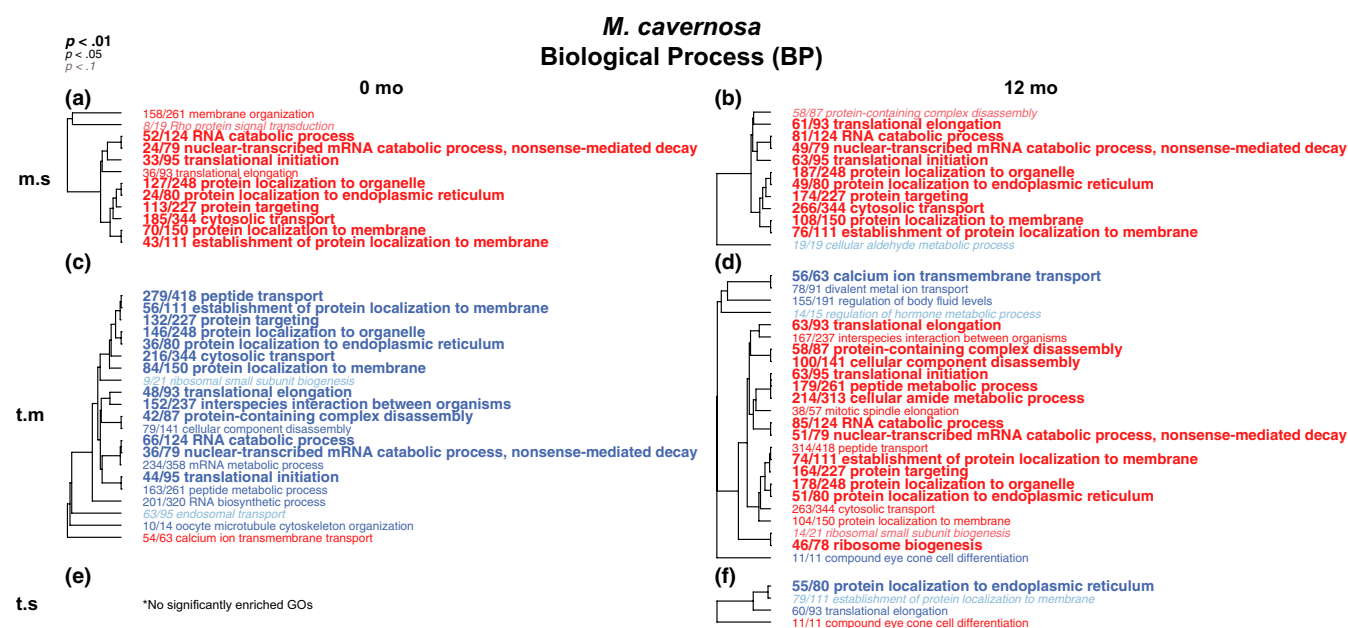 M. cavernosa
Biological Process (BP)
p < .01
p < .05
p < .1
0 mo
12 mo
(a)
m.s
158/261 membrane organization
8/19 Rho protein signal transduction
52/124 RNA catabolic process
24/79 nuclear-transcribed mRNA catabolic process, nonsense-mediated decay
33/95 translational initiation
36/93 translational elongation
127/248 protein localization to organelle
24/80 protein localization to endoplasmic reticulum
113/227 protein targeting
185/344 cytosolic transport
70/150 protein localization to membrane
43/111 establishment of protein localization to membrane
(b)
58/87 protein-containing complex disassembly
61/93 translational elongation
81/124 RNA catabolic process
49/79 nuclear-transcribed mRNA catabolic process, nonsense-mediated decay
63/95 translational initiation
187/248 protein localization to organelle
49/80 protein localization to endoplasmic reticulum
174/227 protein targeting
266/344 cytosolic transport
108/150 protein localization to membrane
76/111 establishment of protein localization to membrane
19/19 cellular aldehyde metabolic process
(c)
t.m
279/418 peptide transport
56/111 establishment of protein localization to membrane
132/227 protein targeting
146/248 protein localization to organelle
36/80 protein localization to endoplasmic reticulum
216/344 cytosolic transport
84/150 protein localization to membrane
9/21 ribosomal small subunit biogenesis
48/93 translational elongation
152/237 interspecies interaction between organisms
42/87 protein-containing complex disassembly
79/141 cellular component disassembly
66/124 RNA catabolic process
36/79 nuclear-transcribed mRNA catabolic process, nonsense-mediated decay
234/358 mRNA metabolic process
44/95 translational initiation
163/261 peptide metabolic process
201/320 RNA biosynthetic process
63/95 endosomal transport
10/14 oocyte microtubule cytoskeleton organization
54/63 calcium ion transmembrane transport
(d)
56/63 calcium ion transmembrane transport
78/91 divalent metal ion transport
155/191 regulation of body fluid levels
14/15 regulation of hormone metabolic process
63/93 translational elongation
167/237 interspecies interaction between organisms
58/87 protein-containing complex disassembly
100/141 cellular component disassembly
63/95 translational initiation
179/261 peptide metabolic process
214/313 cellular amide metabolic process
38/57 mitotic spindle elongation
85/124 RNA catabolic process
51/79 nuclear-transcribed mRNA catabolic process, nonsense-mediated decay
314/418 peptide transport
74/111 establishment of protein localization to membrane
164/227 protein targeting
178/248 protein localization to organelle
51/80 protein localization to endoplasmic reticulum
263/344 cytosolic transport
104/150 protein localization to membrane
14/21 ribosomal small subunit biogenesis
46/78 ribosome biogenesis
11/11 compound eye cone cell differentiation
(e)
t.s
*No significantly enriched GOs
(f)
55/80 protein localization to endoplasmic reticulum
79/111 establishment of protein localization to membrane
60/93 translational elongation
11/11 compound eye cone cell differentiation